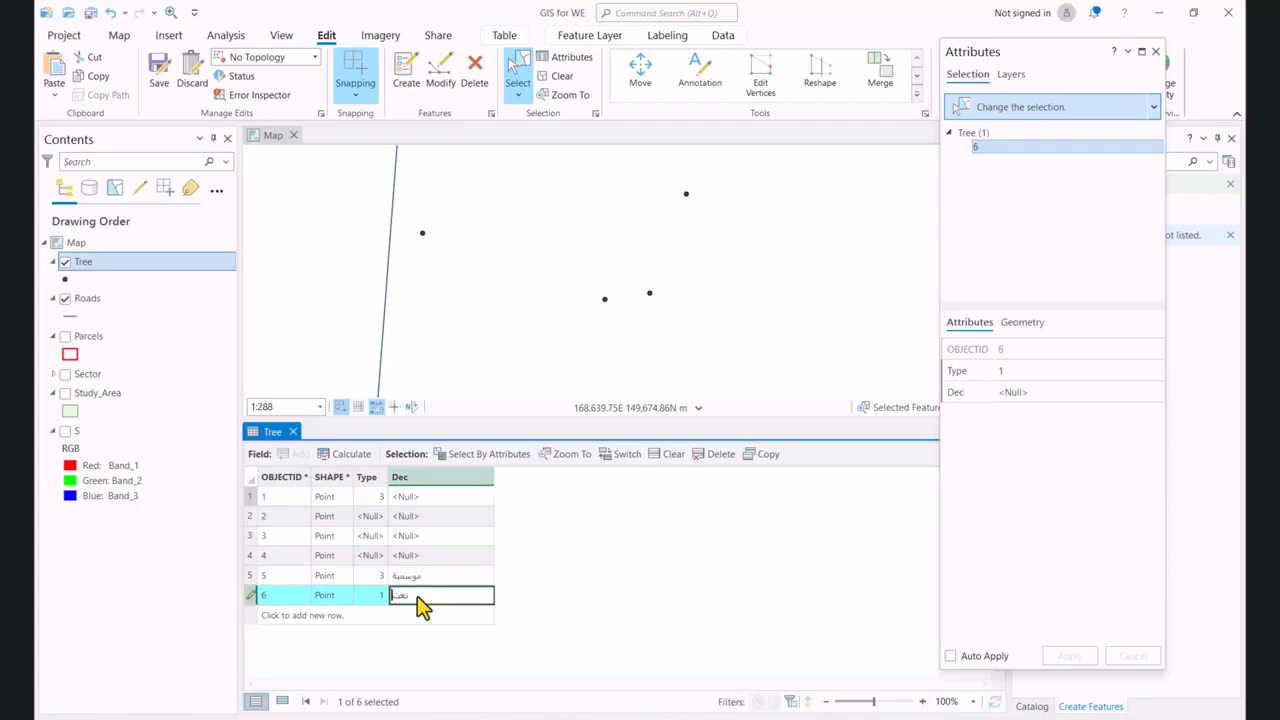 GIS for WE
Command Search (Alt+Q)
Not signed in
Project Map Insert Analysis View Edit Imagery Share Table Feature Layer Labeling Data
Paste
Cut
Copy
Copy Path
Clipboard
Save
Discard
No Topology
Status
Error Inspector
Manage Edits
Snapping
Snapping
Create
Modify
Delete
Features
Select
Attributes
Clear
Zoom To
Selection
Move
Annotation
Edit
Vertices
Reshape
Merge
Tools
Contents
Search
Drawing Order
Map
Tree
Roads
Parcels
Sector
Study_Area
S
RGB
Red: Band_1
Green: Band_2
Blue: Band_3
Map
1:288
168,639.75E 149,674.86N m
Tree
Field: Add Calculate Selection: Select By Attributes Zoom To Switch Clear Delete Copy
OBJECTID * SHAPE * Type Dec
1 1 Point 3 <Null>
2 2 Point <Null> <Null>
3 3 Point <Null> <Null>
4 4 Point <Null> <Null>
5 5 Point 3 موسمية
6 Point 1
Click to add new row.
1 of 6 selected
Filters:
100%
Attributes
Selection Layers
Change the selection.
Tree (1)
6
Attributes Geometry
OBJECTID 6
Type 1
Dec <Null>
Auto Apply
Apply
Cancel
ot listed.
Catalog Create Features